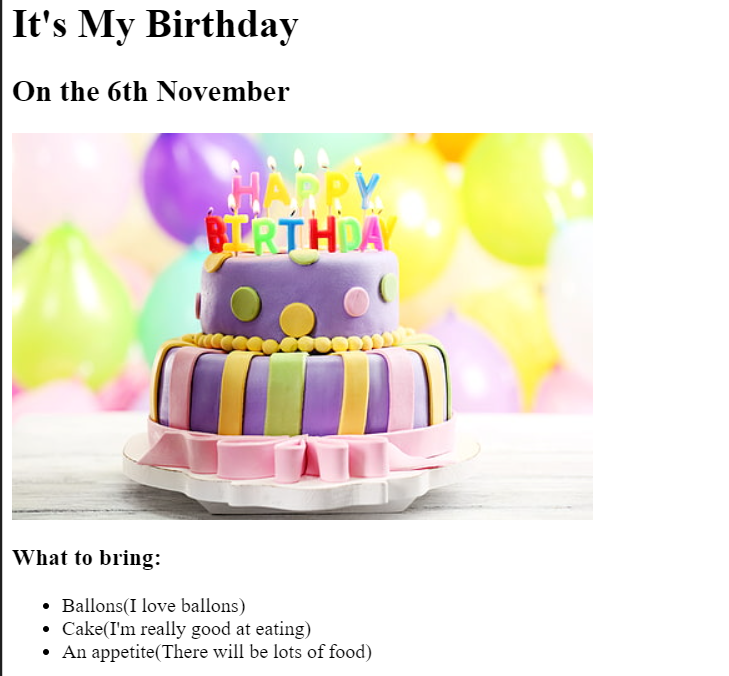 It's My Birthday
On the 6th November
HAPPY
BIRTHDAY
What to bring:
Ballons(I love ballons)
Cake(I'm really good at eating)
An appetite(There will be lots of food)